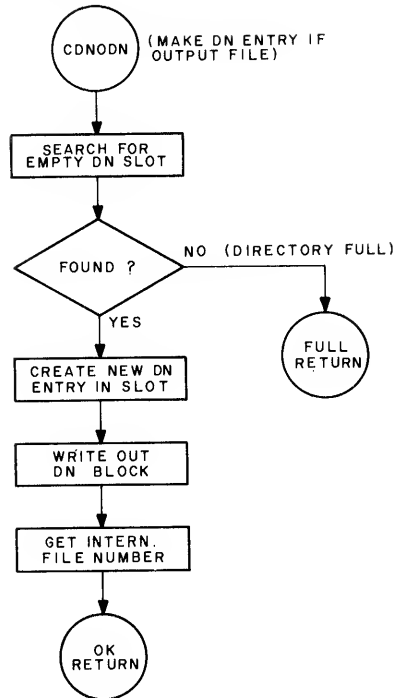 CDNODN
(MAKE DN ENTRY IF
OUTPUT FILE)
SEARCH FOR
EMPTY DN SLOT
FOUND ?
NO (DIRECTORY FULL)
YES
FULL
RETURN
CREATE NEW DN
ENTRY IN SLOT
WRITE OUT
DN BLOCK
GET INTERN.
FILE NUMBER
OK
RETURN